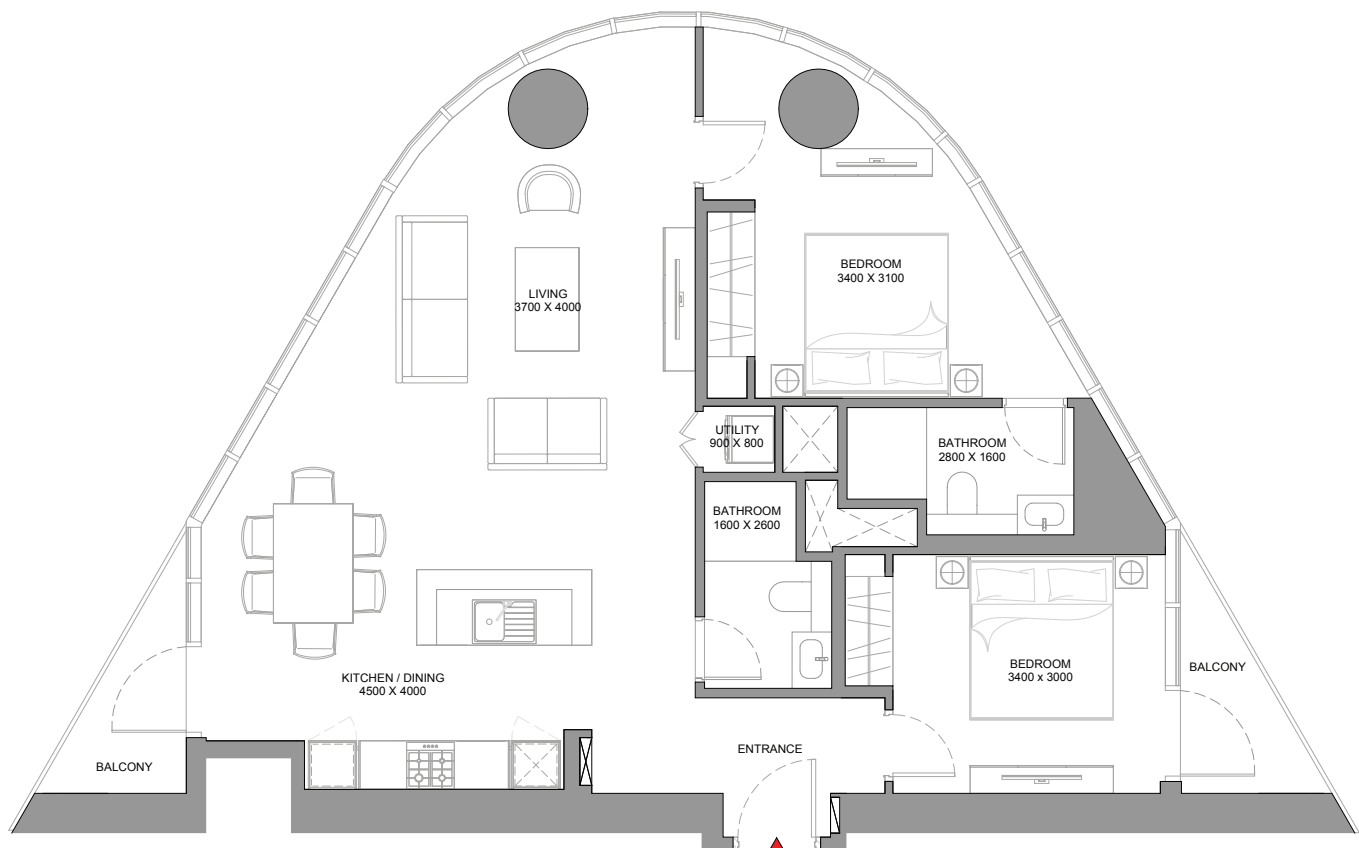 BEDROOM
3400 X 3100
LIVING
3700 X 4000
UTILITY
900 X 800
BATHROOM
2800 X 1600
BATHROOM
1600 X 2600
BEDROOM
3400 x 3000
BALCONY
KITCHEN / DINING
4500 X 4000
ENTRANCE
BALCONY